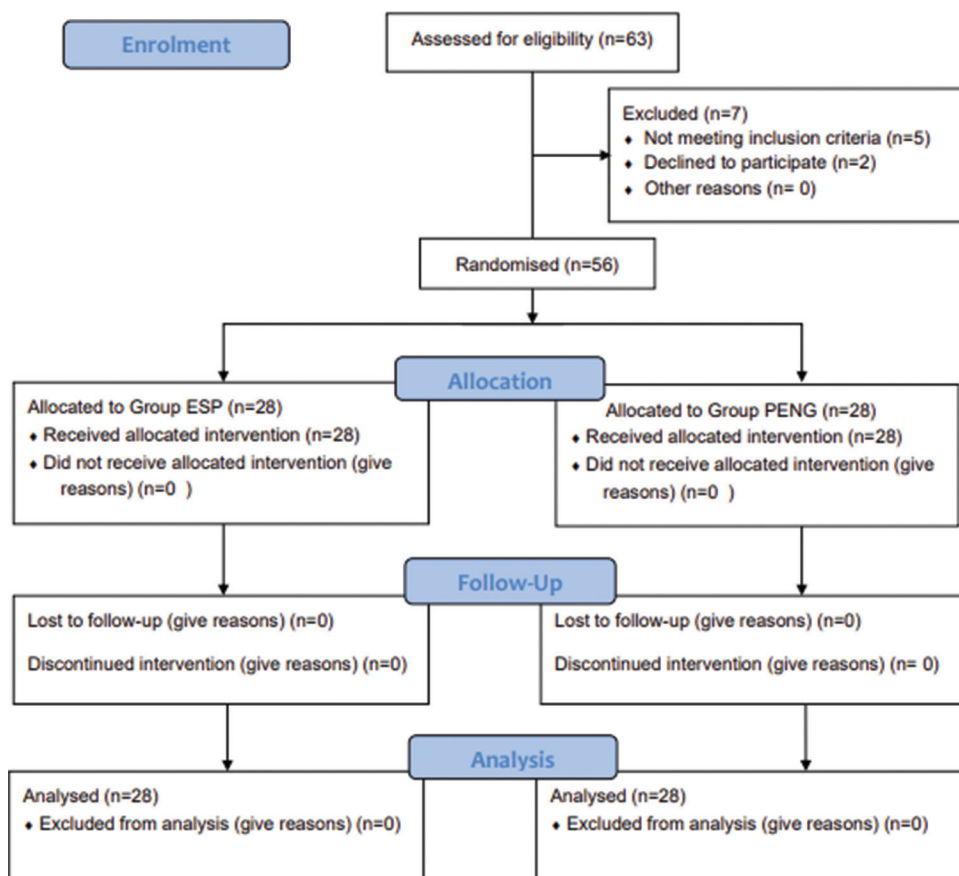 Enrolment
Assessed for eligibility (n=63)
Excluded (n=7)
♦ Not meeting inclusion criteria (n=5)
♦ Declined to participate (n=2)
♦ Other reasons (n= 0)
Randomised (n=56)
Allocation
Allocated to Group ESP (n=28)
♦ Received allocated intervention (n=28)
♦ Did not receive allocated intervention (give
reasons) (n=0 )
Allocated to Group PENG (n=28)
♦ Received allocated intervention (n=28)
♦ Did not receive allocated intervention (give
reasons) (n=0 )
Follow-Up
Lost to follow-up (give reasons) (n=0)
Discontinued intervention (give reasons) (n=0)
Lost to follow-up (give reasons) (n=0)
Discontinued intervention (give reasons) (n= 0)
Analysis
Analysed (n=28)
♦ Excluded from analysis (give reasons) (n=0)
Analysed (n=28)
♦ Excluded from analysis (give reasons) (n=0)